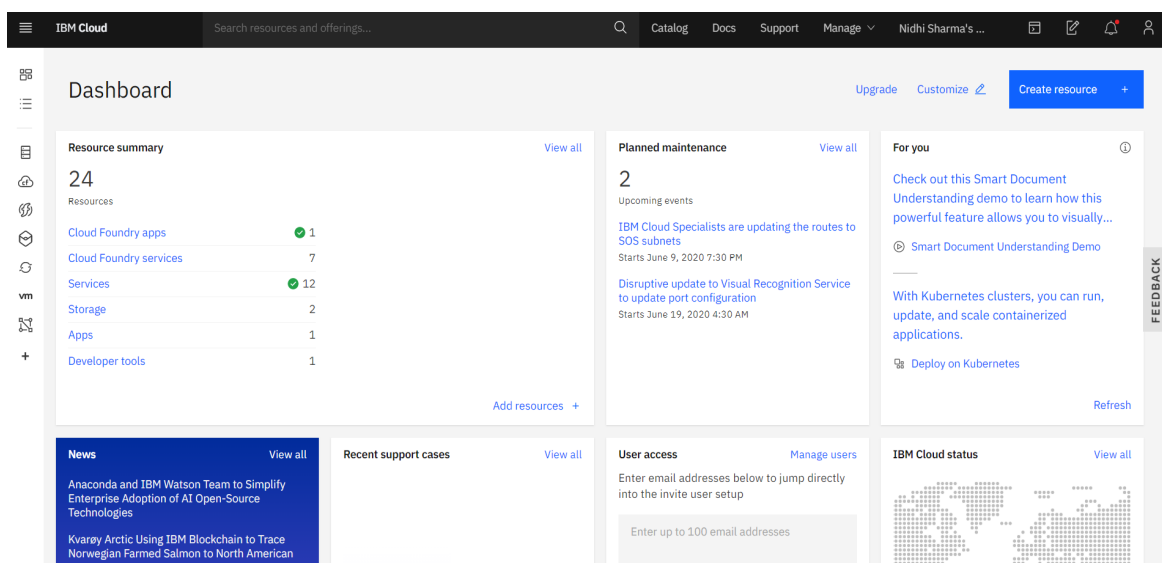 IBM Cloud
Search resources and offerings...
Catalog
Docs
Support
Manage
Nidhi Sharma's ...
cf
vm
+
Dashboard
Upgrade
Customize
Create resource +
Resource summary
View all
24
Resources
Cloud Foundry apps 1
Cloud Foundry services 7
Services 12
Storage 2
Apps 1
Developer tools 1
Add resources +
Planned maintenance
View all
2
Upcoming events
IBM Cloud Specialists are updating the routes to
SOS subnets
Starts June 9, 2020 7:30 PM
Disruptive update to Visual Recognition Service
to update port configuration
Starts June 19, 2020 4:30 AM
For you
Check out this Smart Document
Understanding demo to learn how this
powerful feature allows you to visually...
Smart Document Understanding Demo
With Kubernetes clusters, you can run,
update, and scale containerized
applications.
Deploy on Kubernetes
Refresh
FEEDBACK
News
View all
Anaconda and IBM Watson Team to Simplify
Enterprise Adoption of AI Open-Source
Technologies
Kvarøy Arctic Using IBM Blockchain to Trace
Norwegian Farmed Salmon to North American
Recent support cases
View all
User access
Manage users
Enter email addresses below to jump directly
into the invite user setup
Enter up to 100 email addresses
IBM Cloud status
View all